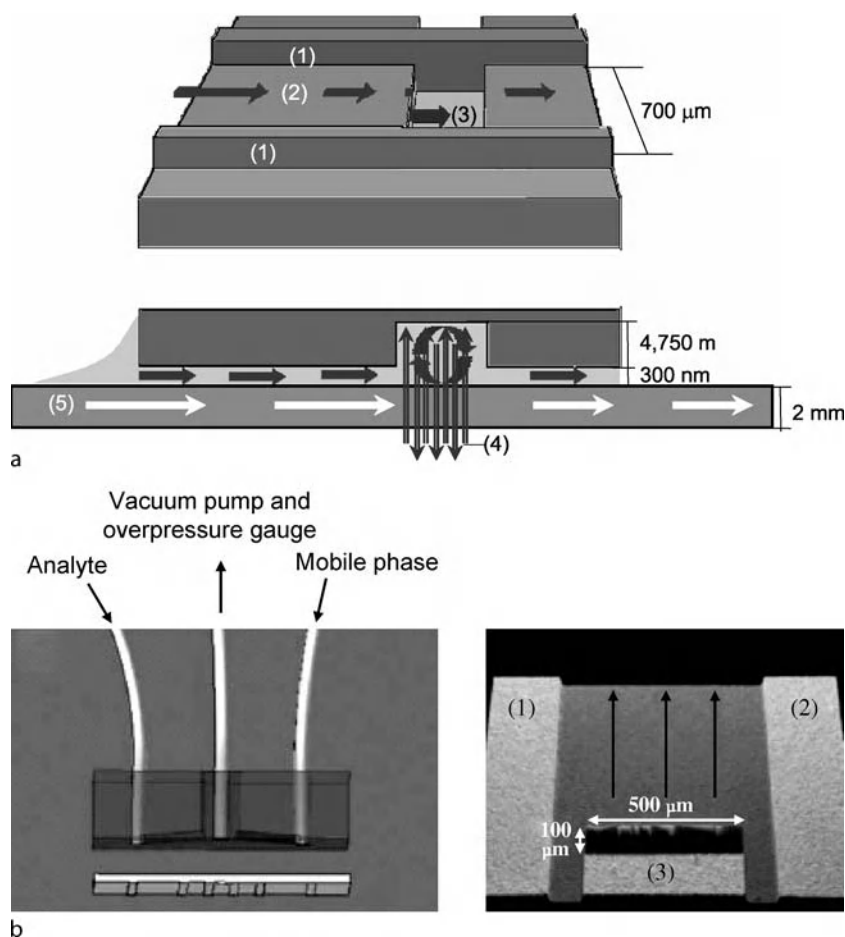 (1)
(2)
(3)
(1)
700 μm
4,750 m
300 nm
(5)
2 mm
(4)
a
Vacuum pump and
overpressure gauge
Analyte
Mobile phase
(1)
(2)
500 μm
100
μm
(3)
b